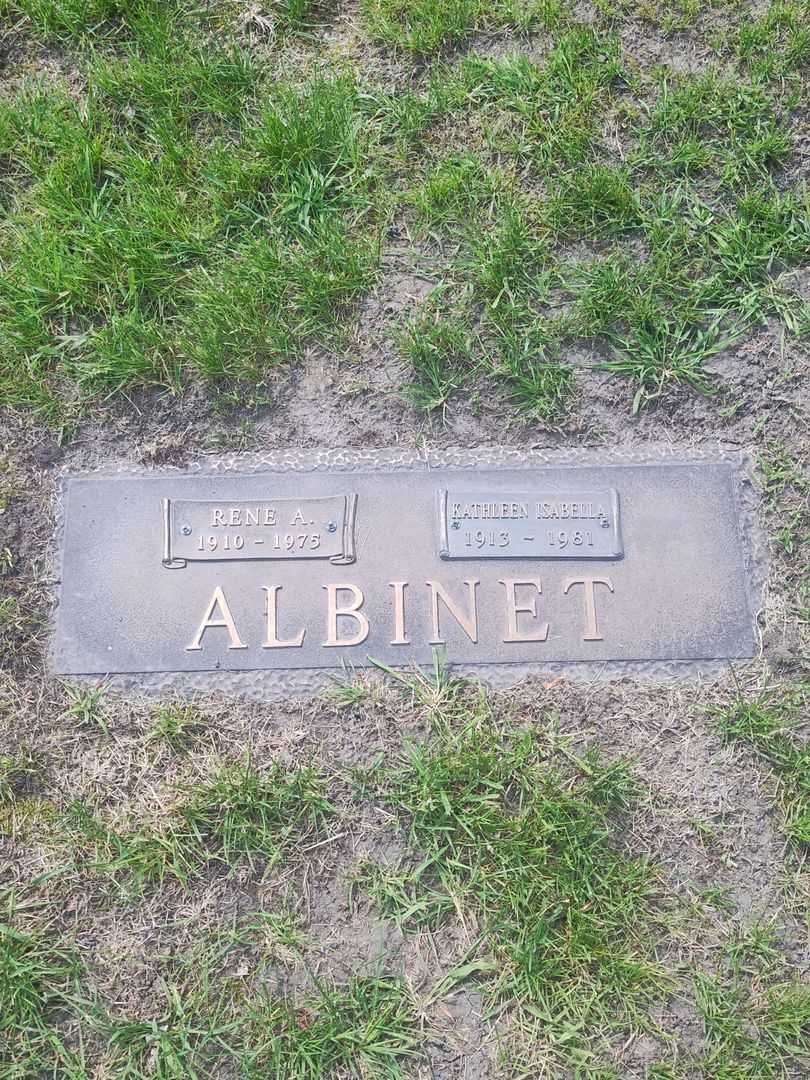 RENE A.
1910 - 1975
KATHLEEN ISABELLA
1913 ~ 1981
ALBINET